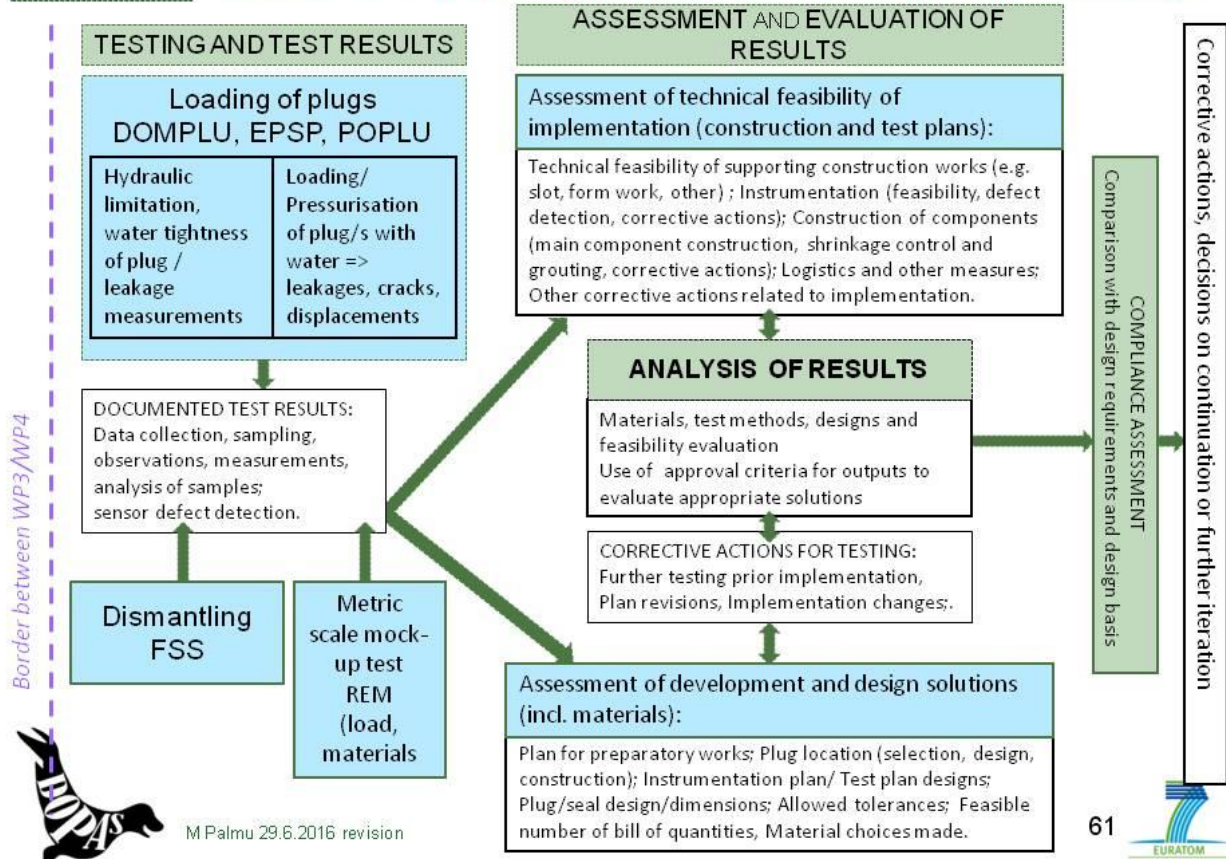 TESTING AND TEST RESULTS
Loading of plugs
DOMPLU, EPSP, POPLU
Hydraulic
limitation,
water tightness
of plug /
leakage
measurements
Loading/
Pressurisation
of plug/s with
water =>
leakages, cracks,
displacements
DOCUMENTED TEST RESULTS:
Data collection, sampling,
observations, measurements,
analysis of samples;
sensor defect detection.
Dismantling
FSS
Metric
scale mock-
up test
REM
(load,
materials
Border between WP3/WP4
ASSESSMENT AND EVALUATION OF
RESULTS
Assessment of technical feasibility of
implementation (construction and test plans):
Technical feasibility of supporting construction works (e.g.
slot, form work, other) ; Instrumentation (feasibility, defect
detection, corrective actions); Construction of components
(main component construction, shrinkage control and
grouting, corrective actions); Logistics and other measures;
Other corrective actions related to implementation.
ANALYSIS OF RESULTS
Materials, test methods, designs and
feasibility evaluation
Use of approval criteria for outputs to
evaluate appropriate solutions
CORRECTIVE ACTIONS FOR TESTING:
Further testing prior implementation,
Plan revisions, Implementation changes;.
Assessment of development and design solutions
(incl. materials):
Plan for preparatory works; Plug location (selection, design,
construction); Instrumentation plan/ Test plan designs;
Plug/seal design/dimensions; Allowed tolerances; Feasible
number of bill of quantities, Material choices made.
COMPLIANCE ASSESSMENT
Comparison with design requirements and design basis
Corrective actions, decisions on continuation or further iteration
DOPAS
M Palmu 29.6.2016 revision
61
EURATOM